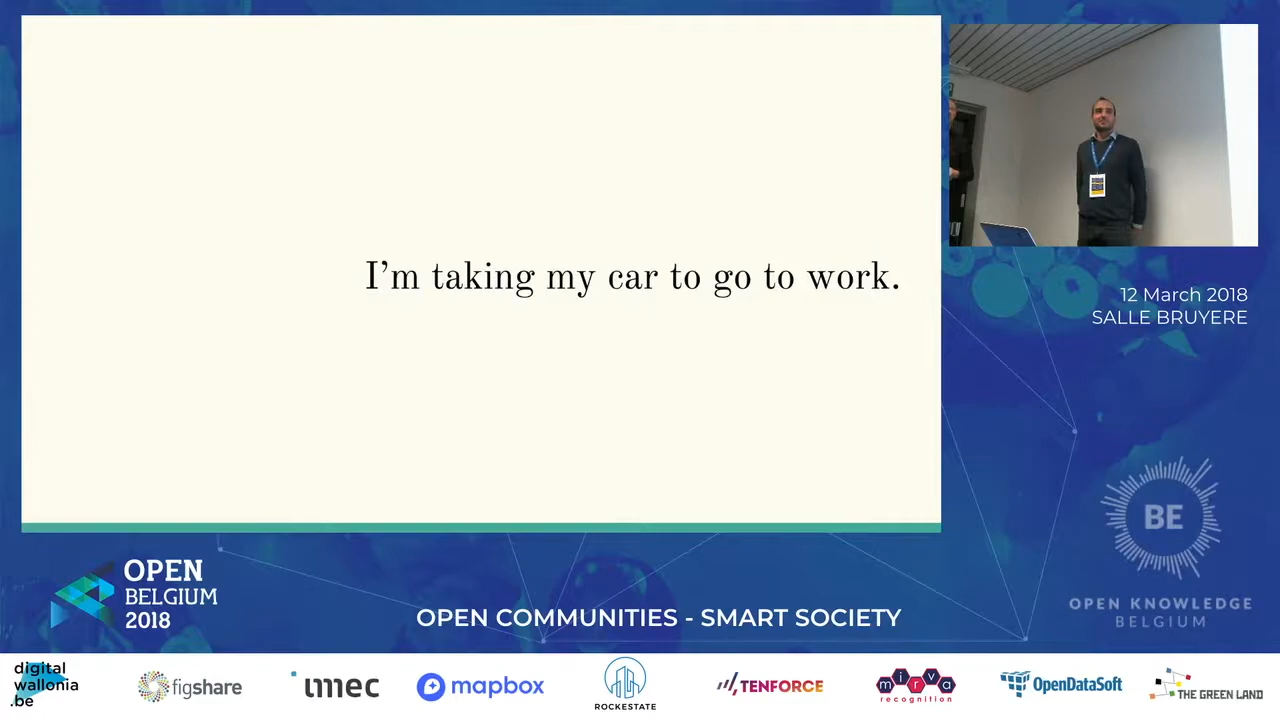 I'm taking my car to go to work.
12 March 2018
SALLE BRUYERE
BE
OPEN KNOWLEDGE
BELGIUM
OPEN
BELGIUM
2018
OPEN COMMUNITIES - SMART SOCIETY
digital
wallonia
.be
figshare
imec
mapbox
ROCKESTATE
TENFORCE
mirva
recognition
OpenDataSoft
THE GREEN LAND